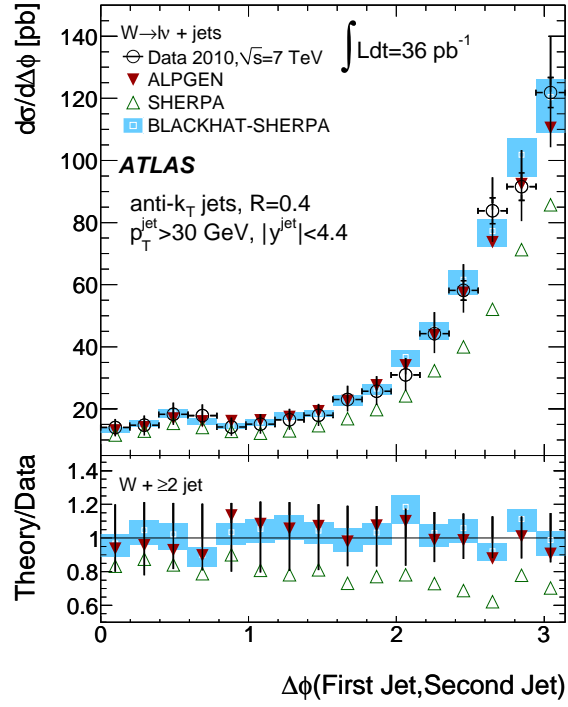 dσ/dΔϕ [pb]
W→lν + jets
Data 2010,√s=7 TeV
ALPGEN
SHERPA
BLACKHAT-SHERPA
∫Ldt=36 pb⁻¹
ATLAS
anti-k_T jets, R=0.4
p_T^jet>30 GeV, |y^jet|<4.4
140
120
100
80
60
40
20
Theory/Data
W + ≥2 jet
1.4
1.2
1
0.8
0.6
0 1 2 3
Δϕ(First Jet,Second Jet)